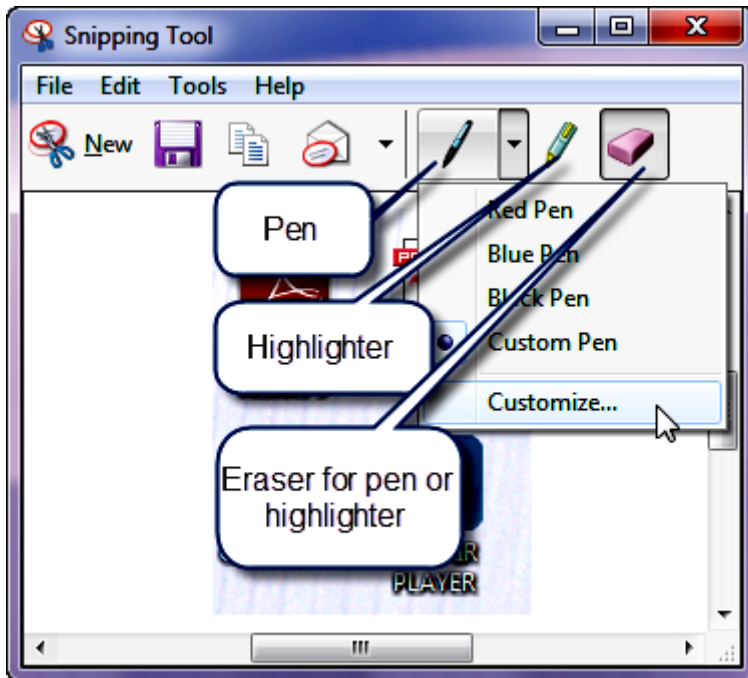 Snipping Tool
File Edit Tools Help
New
Pen
Red Pen
Blue Pen
Black Pen
Highlighter
Custom Pen
Customize...
Eraser for pen or
highlighter
PLAYER